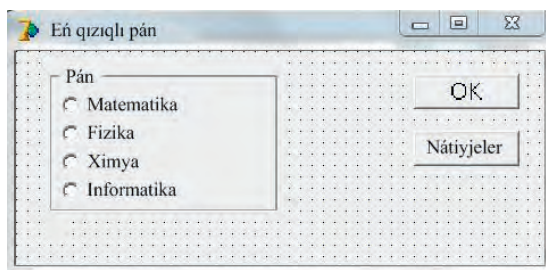 Eń qızıqlı pán
Pán
Matematika
Fizika
Ximya
Informatika
OK
Nátiyjeler